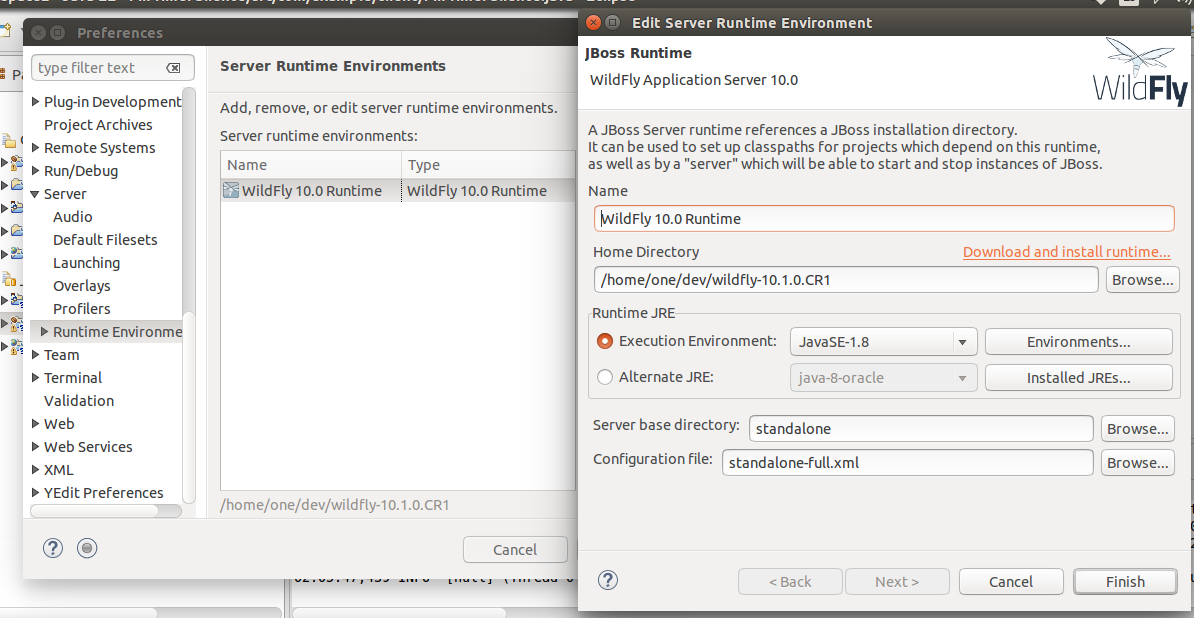 Preferences
type filter text
Plug-in Development
Project Archives
Remote Systems
Run/Debug
Server
Audio
Default Filesets
Launching
Overlays
Profilers
Runtime Environme
Team
Terminal
Validation
Web
Web Services
XML
YEdit Preferences
Server Runtime Environments
Add, remove, or edit server runtime environments.
Server runtime environments:
Name Type
WildFly 10.0 Runtime WildFly 10.0 Runtime
/home/one/dev/wildfly-10.1.0.CR1
Cancel
Edit Server Runtime Environment
JBoss Runtime
WildFly Application Server 10.0
WildFly
A JBoss Server runtime references a JBoss installation directory.
It can be used to set up classpaths for projects which depend on this runtime,
as well as by a "server" which will be able to start and stop instances of JBoss.
Name
WildFly 10.0 Runtime
Home Directory Download and install runtime...
/home/one/dev/wildfly-10.1.0.CR1 Browse...
Runtime JRE
Execution Environment: JavaSE-1.8 Environments...
Alternate JRE: java-8-oracle Installed JREs...
Server base directory: standalone Browse...
Configuration file: standalone-full.xml Browse...
< Back Next > Cancel Finish